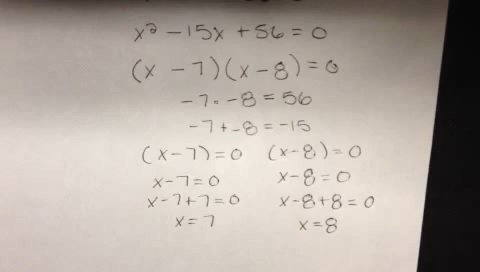 x² - 15x + 56 = 0
(x - 7)(x - 8) = 0
-7 · -8 = 56
-7 + -8 = -15
(x - 7) = 0 (x - 8) = 0
x - 7 = 0 x - 8 = 0
x - 7 + 7 = 0 x - 8 + 8 = 0
x = 7 x = 8